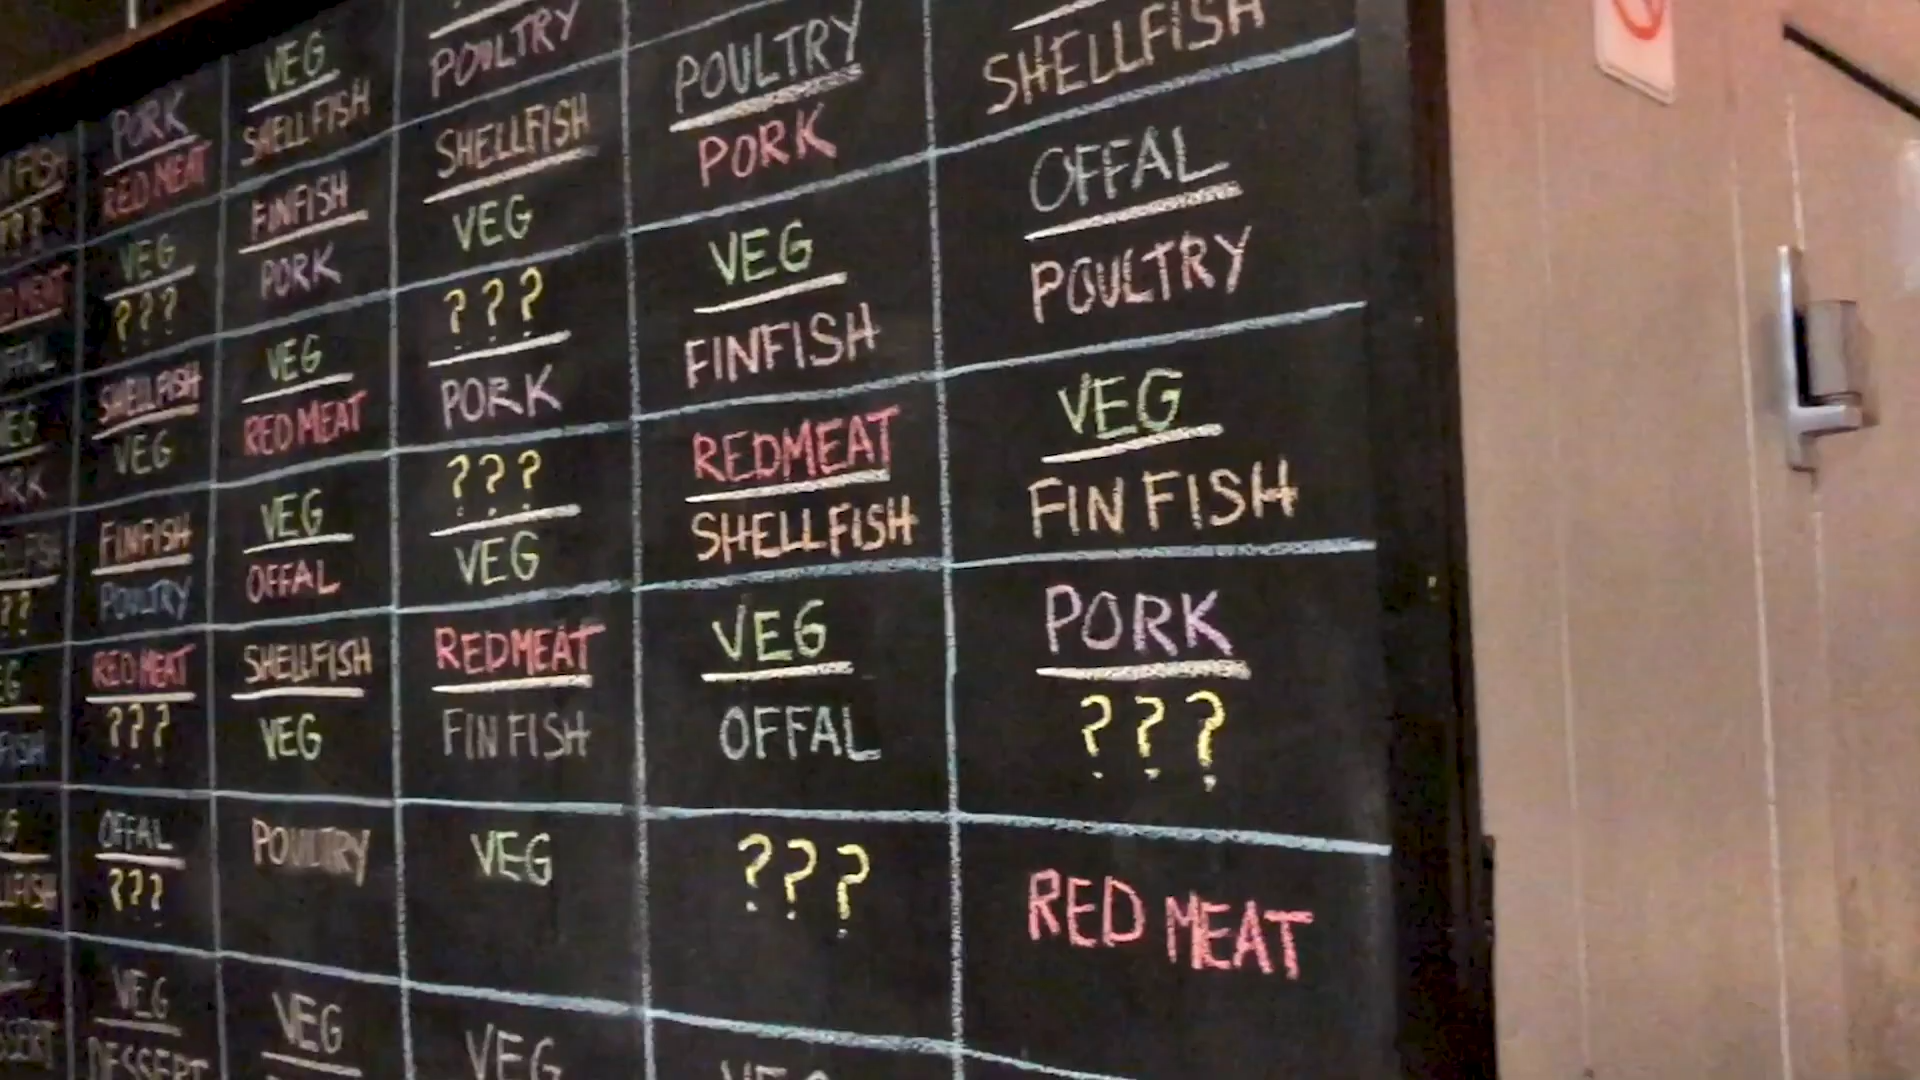 POULTRY
SHELLFISH
VEG
POULTRY
PORK
SHELLFISH
SHELLFISH
PORK
OFFAL
RED MEAT
FINFISH
VEG
VEG
POULTRY
???
VEG
PORK
???
FINFISH
VEG
???
VEG
PORK
REDMEAT
FIN FISH
SHELLFISH
RED MEAT
???
SHELLFISH
VEG
VEG
VEG
PORK
FINFISH
OFFAL
REDMEAT
VEG
???
POULTRY
SHELLFISH
FIN FISH
OFFAL
RED MEAT
VEG
???
OFFAL
POULTRY
VEG
???
RED MEAT
???
VEG
VEG
VEG
DESSERT